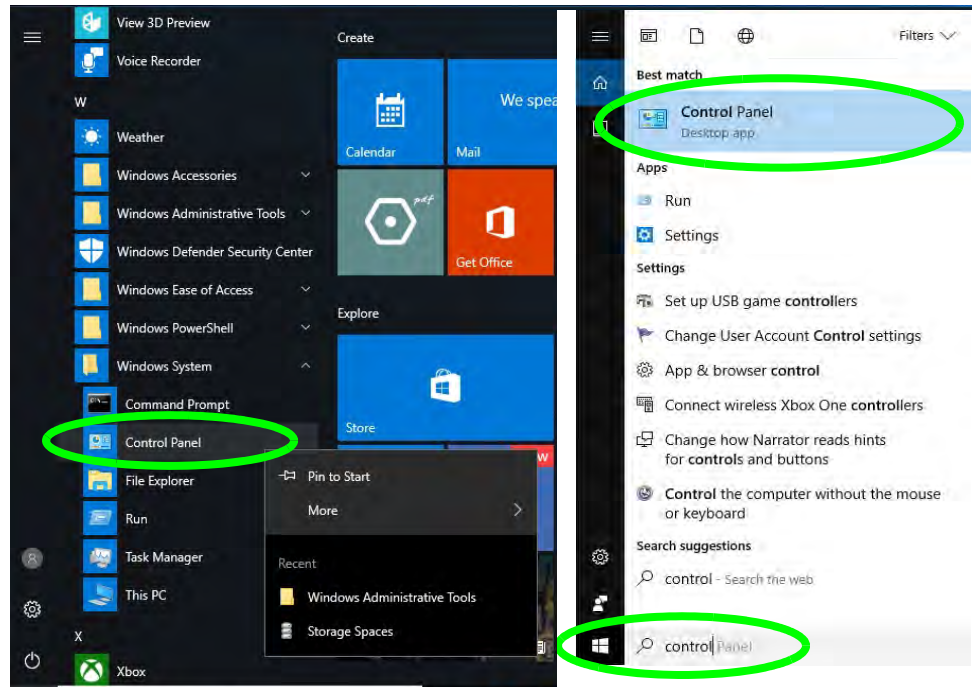 View 3D Preview
Voice Recorder
W
Weather
Windows Accessories
Windows Administrative Tools
Windows Defender Security Center
Windows Ease of Access
Windows PowerShell
Windows System
Command Prompt
Control Panel
File Explorer
Run
Task Manager
This PC
X
Xbox
Create
We spea
Calendar
Mail
pdf
Get Office
Explore
Store
W
Pin to Start
More
Recent
Windows Administrative Tools
Storage Spaces
Filters
Best match
Control Panel
Desktop app
Apps
Run
Settings
Settings
Set up USB game controllers
Change User Account Control settings
App & browser control
Connect wireless Xbox One controllers
Change how Narrator reads hints
for controls and buttons
Control the computer without the mouse
or keyboard
Search suggestions
control - Search the web
control Panel